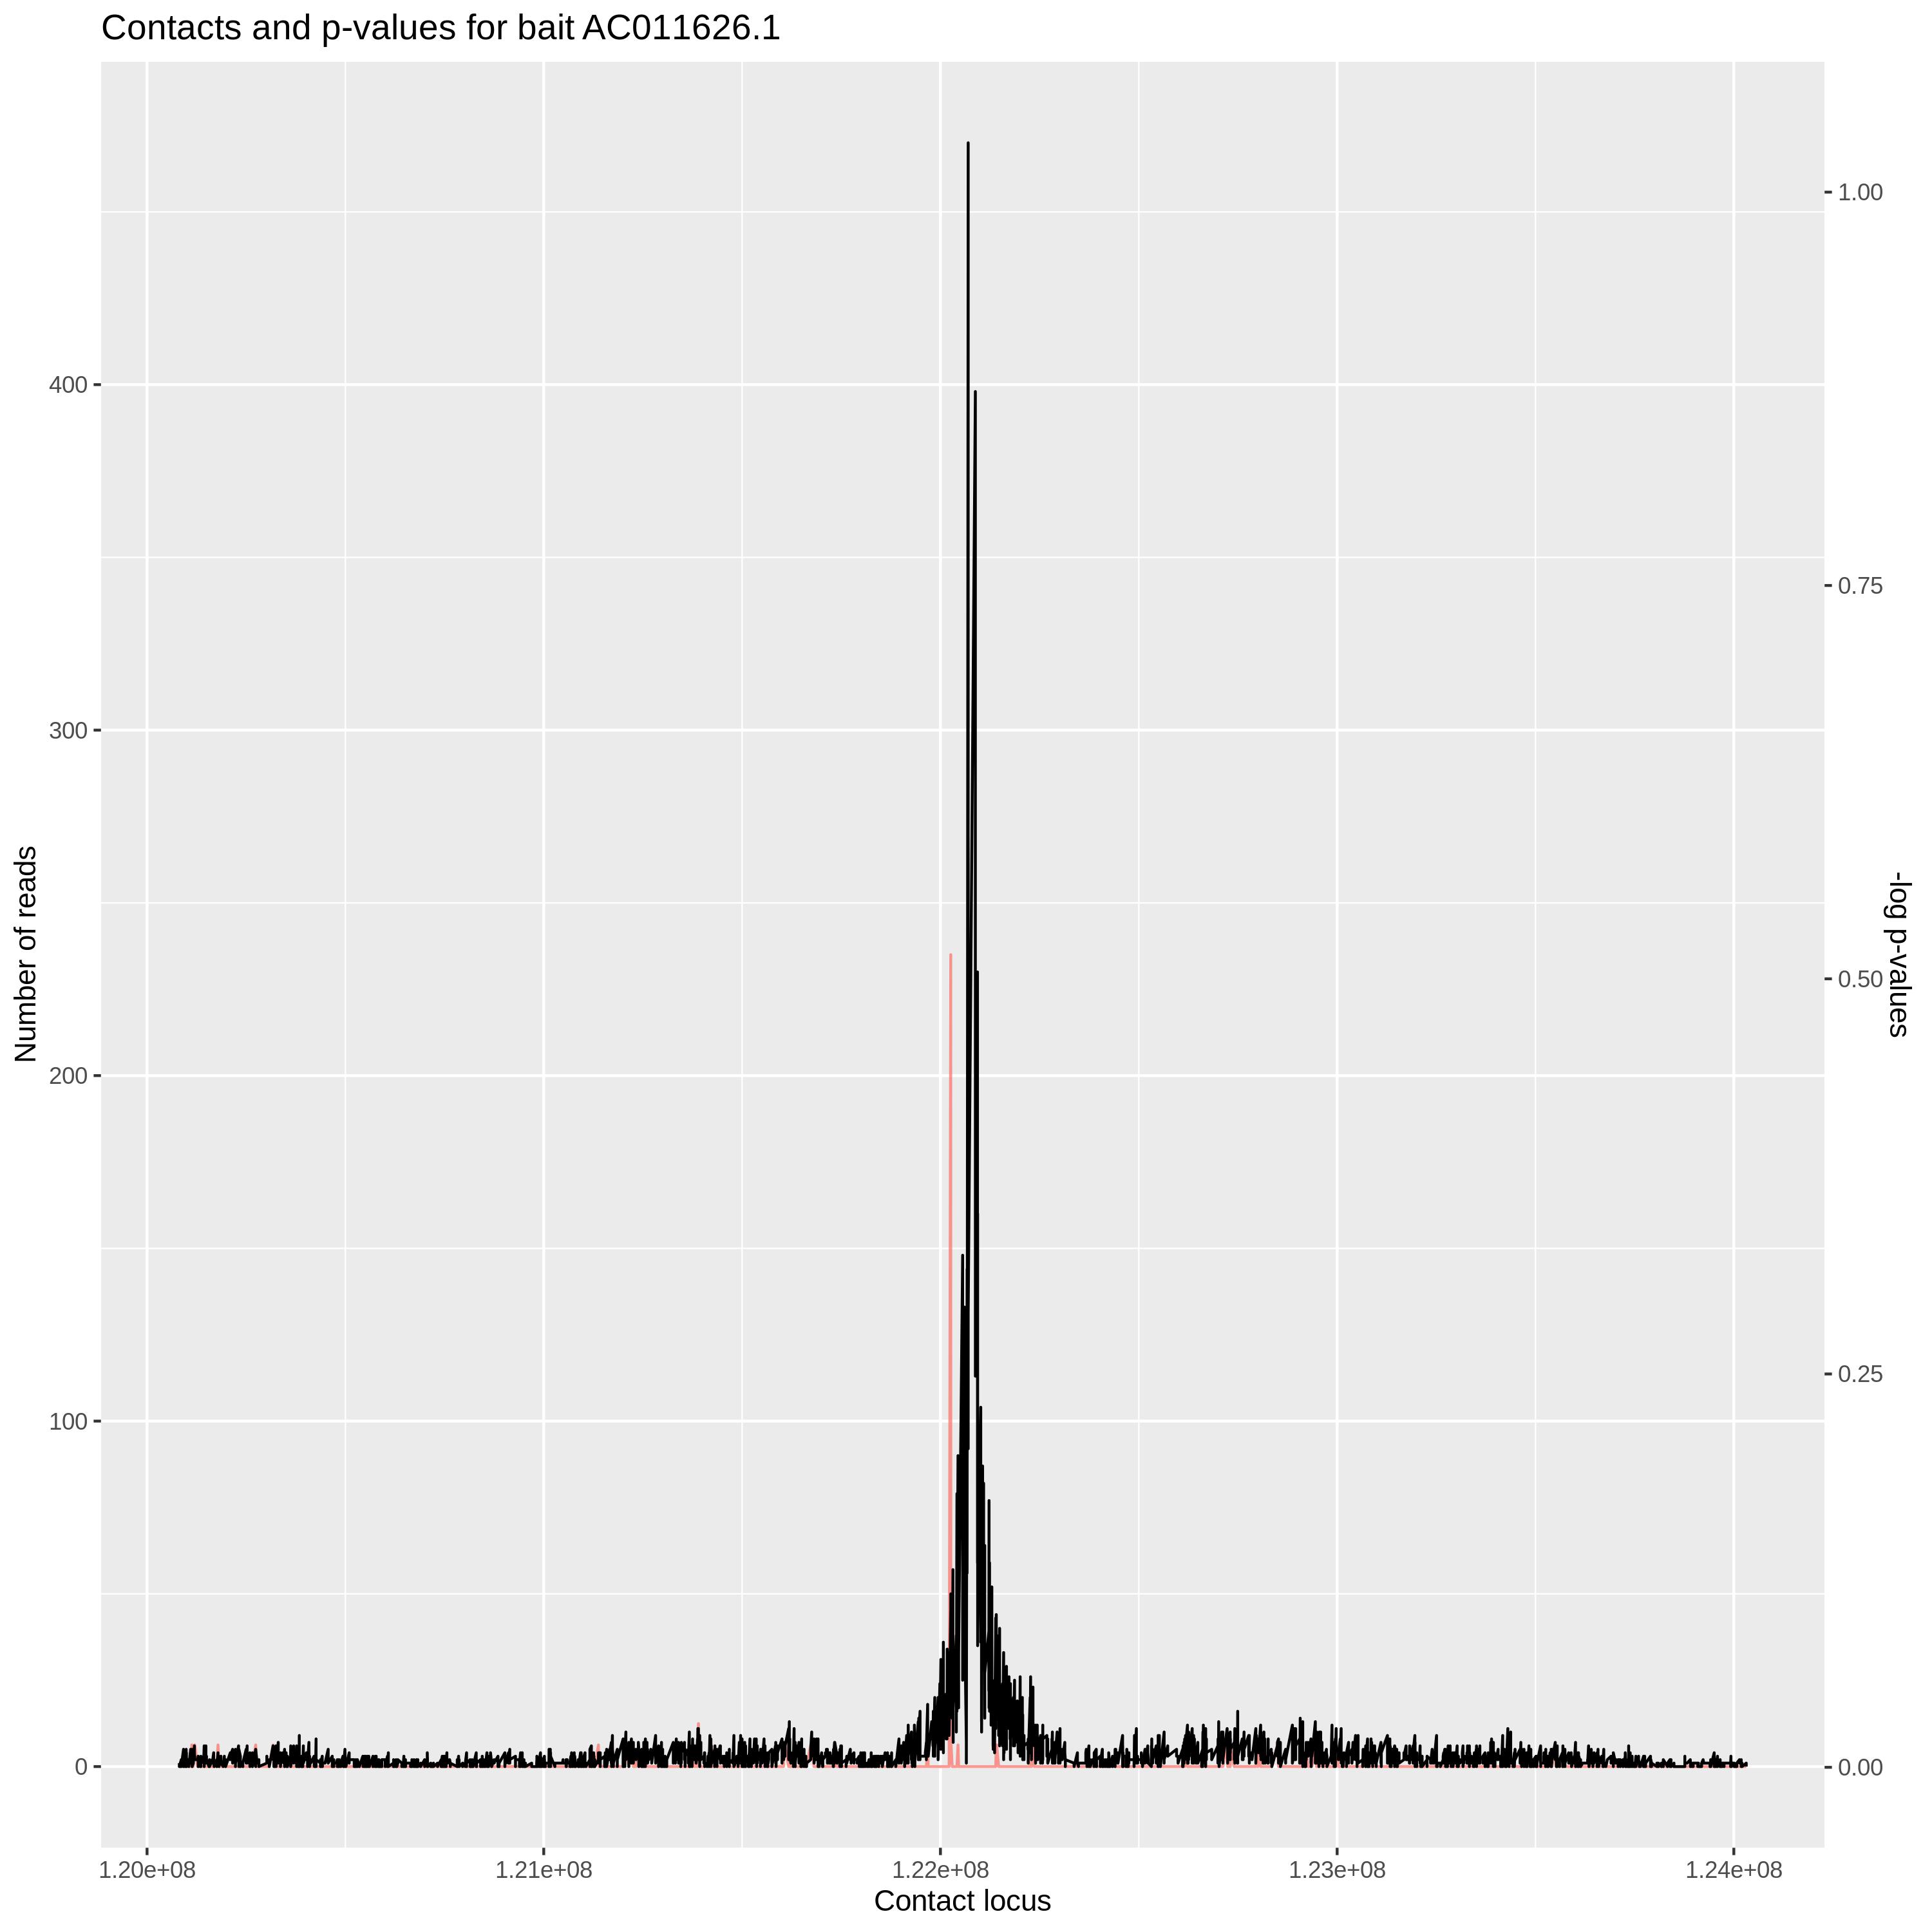 Contacts and p-values for bait AC011626.1
Number of reads
400
300
200
100
0
1.00
0.75
0.50
0.25
0.00
-log p-values
1.20e+08
1.21e+08
1.22e+08
1.23e+08
1.24e+08
Contact locus